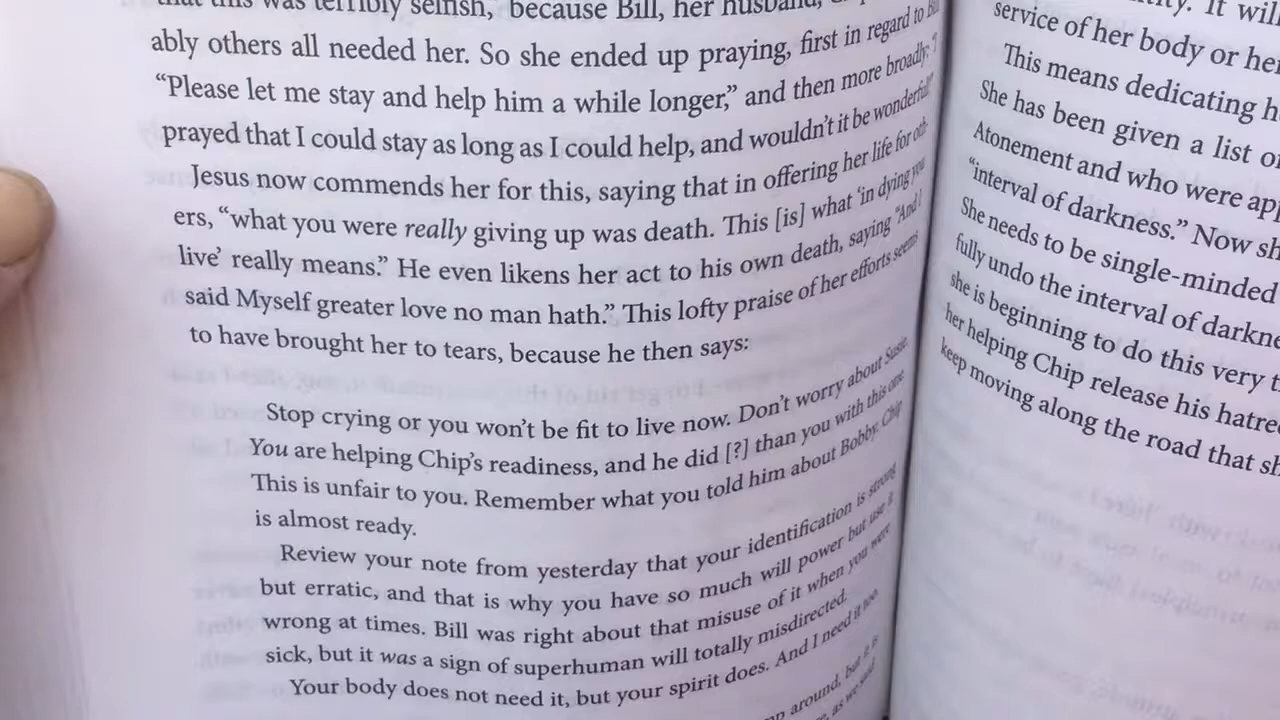 that this was terribly selfish, because Bill, her husband,
ably others all needed her. So she ended up praying, first in regard to Bill
“Please let me stay and help him a while longer,” and then more broadly: “I
prayed that I could stay as long as I could help, and wouldn’t it be wonderful.”
Jesus now commends her for this, saying that in offering her life for oth-
ers, “what you were really giving up was death. This [is] what ‘in dying you
live’ really means.” He even likens her act to his own death, saying “And I
said Myself greater love no man hath.” This lofty praise of her efforts seems
to have brought her to tears, because he then says:
Stop crying or you won’t be fit to live now. Don’t worry about Susie.
You are helping Chip’s readiness, and he did [?] than you with this one.
This is unfair to you. Remember what you told him about Bobby. Chip
is almost ready.
Review your note from yesterday that your identification is strong
but erratic, and that is why you have so much will power but use it
wrong at times. Bill was right about that misuse of it when you were
sick, but it was a sign of superhuman will totally misdirected.
Your body does not need it, but your spirit does. And I need it too.
around, but it is
as we said
It will
service of her body or her
This means dedicating h
She has been given a list o
Atonement and who were ap
“interval of darkness.” Now sh
She needs to be single-minded
fully undo the interval of darkne
she is beginning to do this very t
her helping Chip release his hatre
keep moving along the road that sh